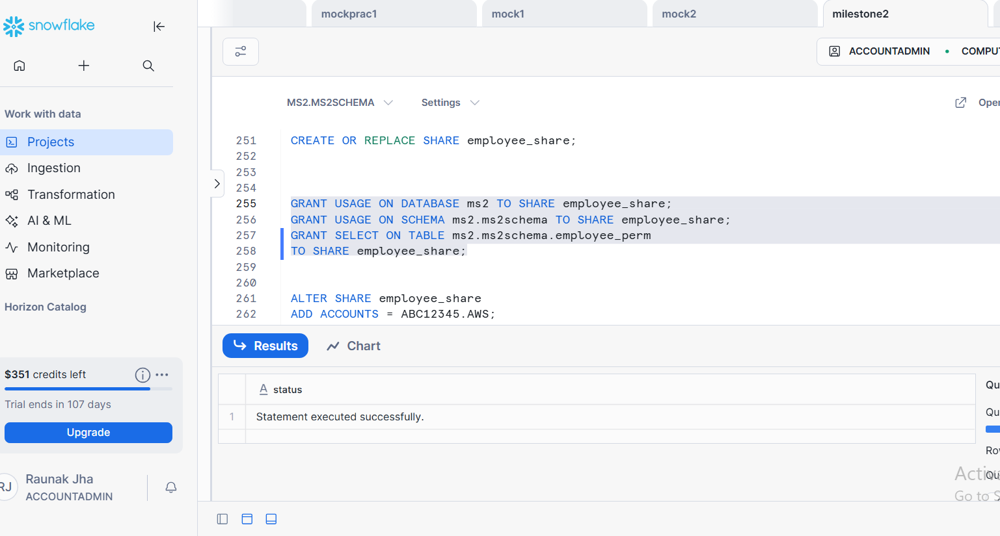 snowflake
Work with data
Projects
Ingestion
Transformation
AI & ML
Monitoring
Marketplace
Horizon Catalog
$351 credits left
Trial ends in 107 days
Upgrade
RJ
Raunak Jha
ACCOUNTADMIN
mockprac1
mock1
mock2
milestone2
ACCOUNTADMIN
COMPUT
MS2.MS2SCHEMA
Settings
Open
251 CREATE OR REPLACE SHARE employee_share;
252
253
254
255 GRANT USAGE ON DATABASE ms2 TO SHARE employee_share;
256 GRANT USAGE ON SCHEMA ms2.ms2schema TO SHARE employee_share;
257 GRANT SELECT ON TABLE ms2.ms2schema.employee_perm
258 TO SHARE employee_share;
259
260
261 ALTER SHARE employee_share
262 ADD ACCOUNTS = ABC12345.AWS;
Results
Chart
A status
1 Statement executed successfully.
Qu
Qu
Ro
Activa
Qu
Go to S